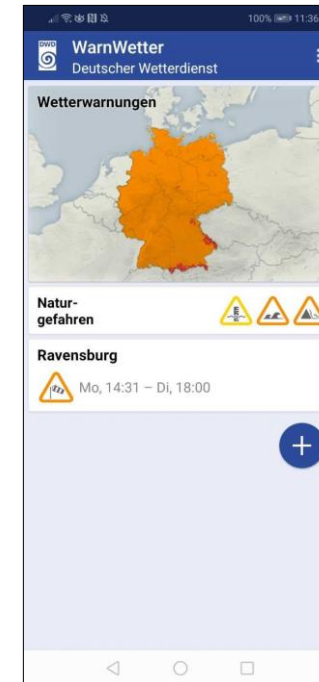 100% 11:36
DWD
WarnWetter
Deutscher Wetterdienst
Wetterwarnungen
Natur-
gefahren
E
Ravensburg
Mo, 14:31 – Di, 18:00
+